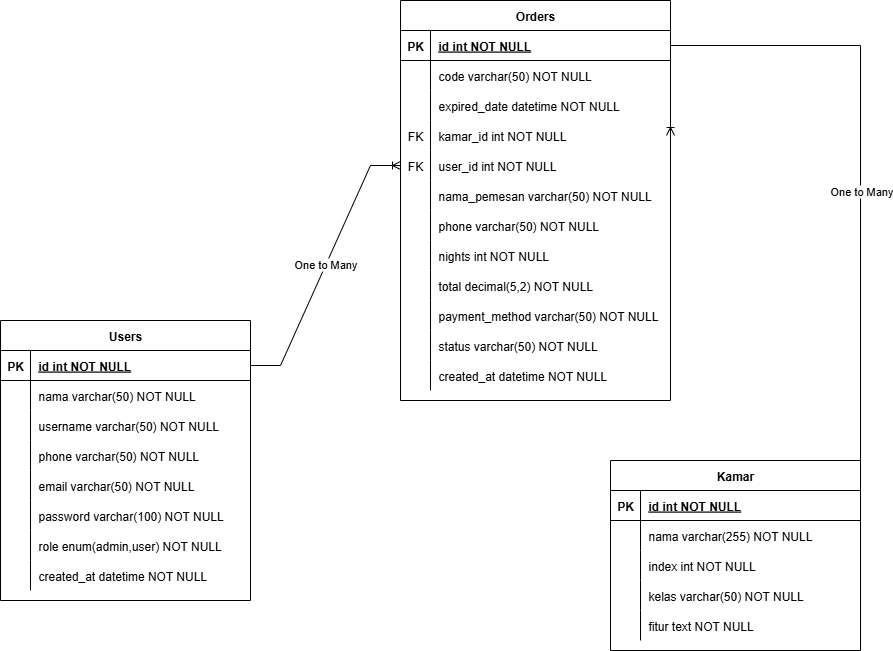 Orders
PK id int NOT NULL
code varchar(50) NOT NULL
expired_date datetime NOT NULL
FK kamar_id int NOT NULL
FK user_id int NOT NULL
nama_pemesan varchar(50) NOT NULL
phone varchar(50) NOT NULL
nights int NOT NULL
total decimal(5,2) NOT NULL
payment_method varchar(50) NOT NULL
status varchar(50) NOT NULL
created_at datetime NOT NULL
One to Many
One to Many
Users
PK id int NOT NULL
nama varchar(50) NOT NULL
username varchar(50) NOT NULL
phone varchar(50) NOT NULL
email varchar(50) NOT NULL
password varchar(100) NOT NULL
role enum(admin,user) NOT NULL
created_at datetime NOT NULL
Kamar
PK id int NOT NULL
nama varchar(255) NOT NULL
index int NOT NULL
kelas varchar(50) NOT NULL
fitur text NOT NULL